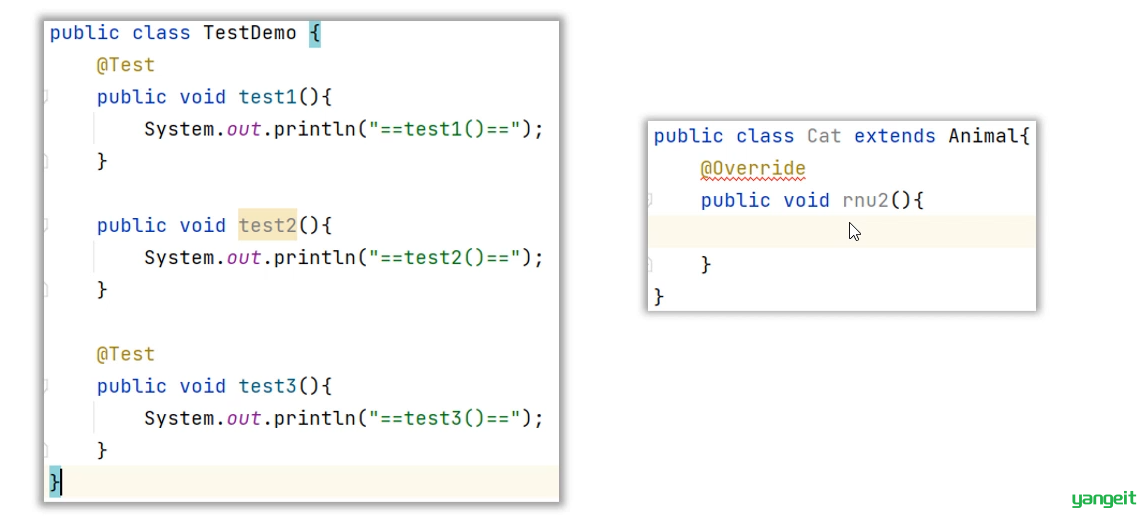 public class TestDemo {
@Test
public void test1(){
System.out.println("==test1()==");
}
public void test2(){
System.out.println("==test2()==");
}
@Test
public void test3(){
System.out.println("==test3()==");
}
}
public class Cat extends Animal{
@Override
public void rnu2(){
}
}
yangeit